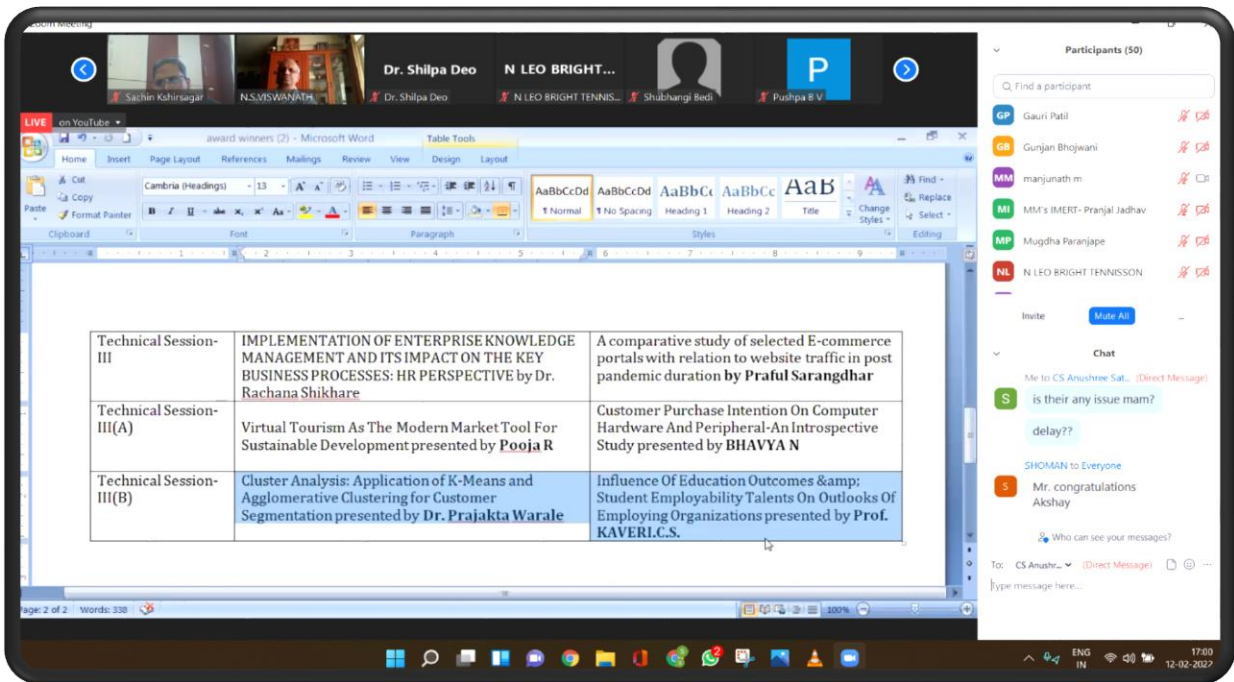 Zoom Meeting
Dr. Shilpa Deo
N LEO BRIGHT...
P
Sachin Kshirsagar
N.S.VISWANATH
Dr. Shilpa Deo
N LEO BRIGHT TENNIS...
Shubhangi Bedi
Pushpa B V
LIVE on YouTube
award winners (2) - Microsoft Word
Table Tools
Home Insert Page Layout References Mailings Review View Design Layout
Paste
Cut
Copy
Format Painter
Clipboard
Cambria (Headings) 13
Font
Paragraph
AaBbCcDd AaBbCcDd AaBbCc AaBbCc AaB
¶ Normal ¶ No Spacing Heading 1 Heading 2 Title
Change Styles
Styles
Find
Replace
Select
Editing
Technical Session-
III
IMPLEMENTATION OF ENTERPRISE KNOWLEDGE
MANAGEMENT AND ITS IMPACT ON THE KEY
BUSINESS PROCESSES: HR PERSPECTIVE by Dr.
Rachana Shikhare
A comparative study of selected E-commerce
portals with relation to website traffic in post
pandemic duration by Praful Sarangdhar
Technical Session-
III(A)
Virtual Tourism As The Modern Market Tool For
Sustainable Development presented by Pooja R
Customer Purchase Intention On Computer
Hardware And Peripheral-An Introspective
Study presented by BHAVYA N
Technical Session-
III(B)
Cluster Analysis: Application of K-Means and
Agglomerative Clustering for Customer
Segmentation presented by Dr. Prajakta Warale
Influence Of Education Outcomes &amp;
Student Employability Talents On Outlooks Of
Employing Organizations presented by Prof.
KAVERI.C.S.
Page: 2 of 2 Words: 338
100%
Participants (50)
Find a participant
GP Gauri Patil
GB Gunjan Bhojwani
MM manjunath m
MI MM's IMERT- Pranjal Jadhav
MP Mugdha Paranjape
NL N LEO BRIGHT TENNISSON
Invite Mute All
Chat
Me to CS Anushree Sat... (Direct Message)
S is their any issue mam?
delay??
SHOMAN to Everyone
S Mr. congratulations
Akshay
Who can see your messages?
To: CS Anushr... (Direct Message)
Type message here...
ENG
IN
17:00
12-02-2022